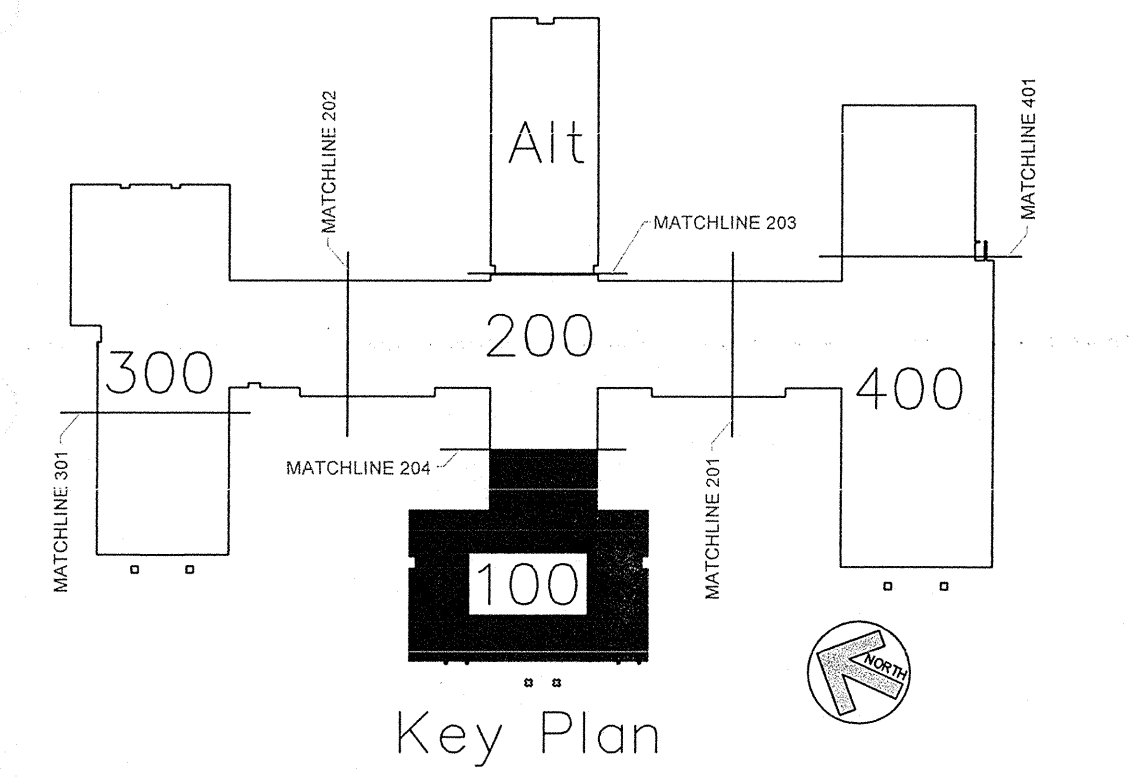 Alt
MATCHLINE 202
MATCHLINE 401
MATCHLINE 203
200
300
400
MATCHLINE 204
MATCHLINE 301
MATCHLINE 201
100
NORTH
Key Plan